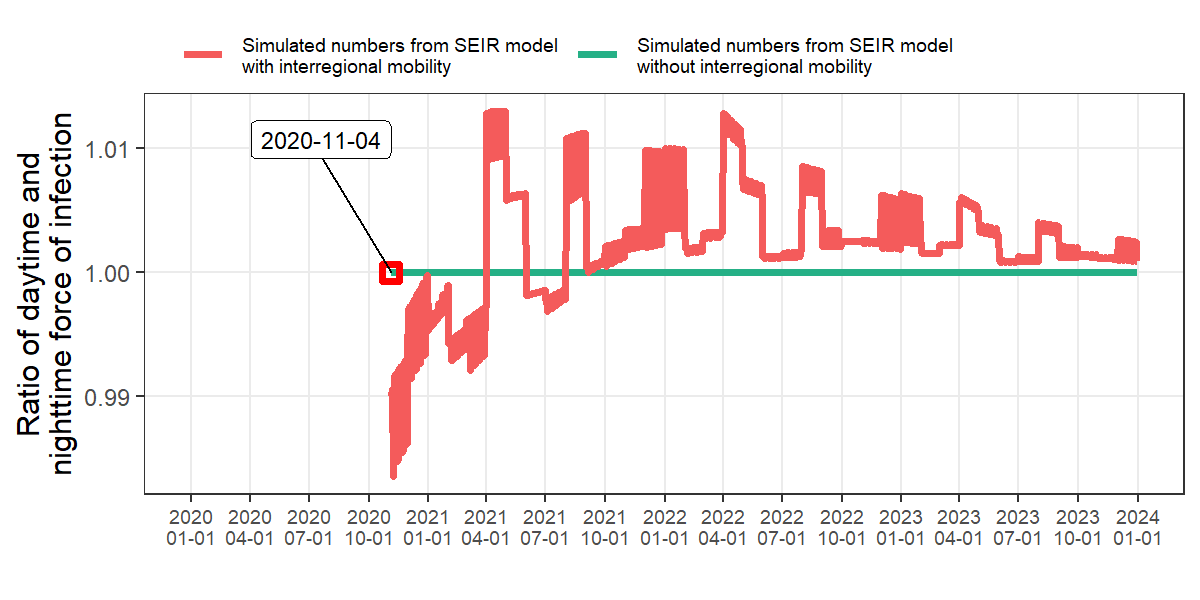 Simulated numbers from SEIR model
with interregional mobility
Simulated numbers from SEIR model
without interregional mobility
Ratio of daytime and
nighttime force of infection
1.01
1.00
0.99
2020-11-04
2020 2020 2020 2020 2021 2021 2021 2021 2022 2022 2022 2022 2023 2023 2023 2023 2024
01-01 04-01 07-01 10-01 01-01 04-01 07-01 10-01 01-01 04-01 07-01 10-01 01-01 04-01 07-01 10-01 01-01